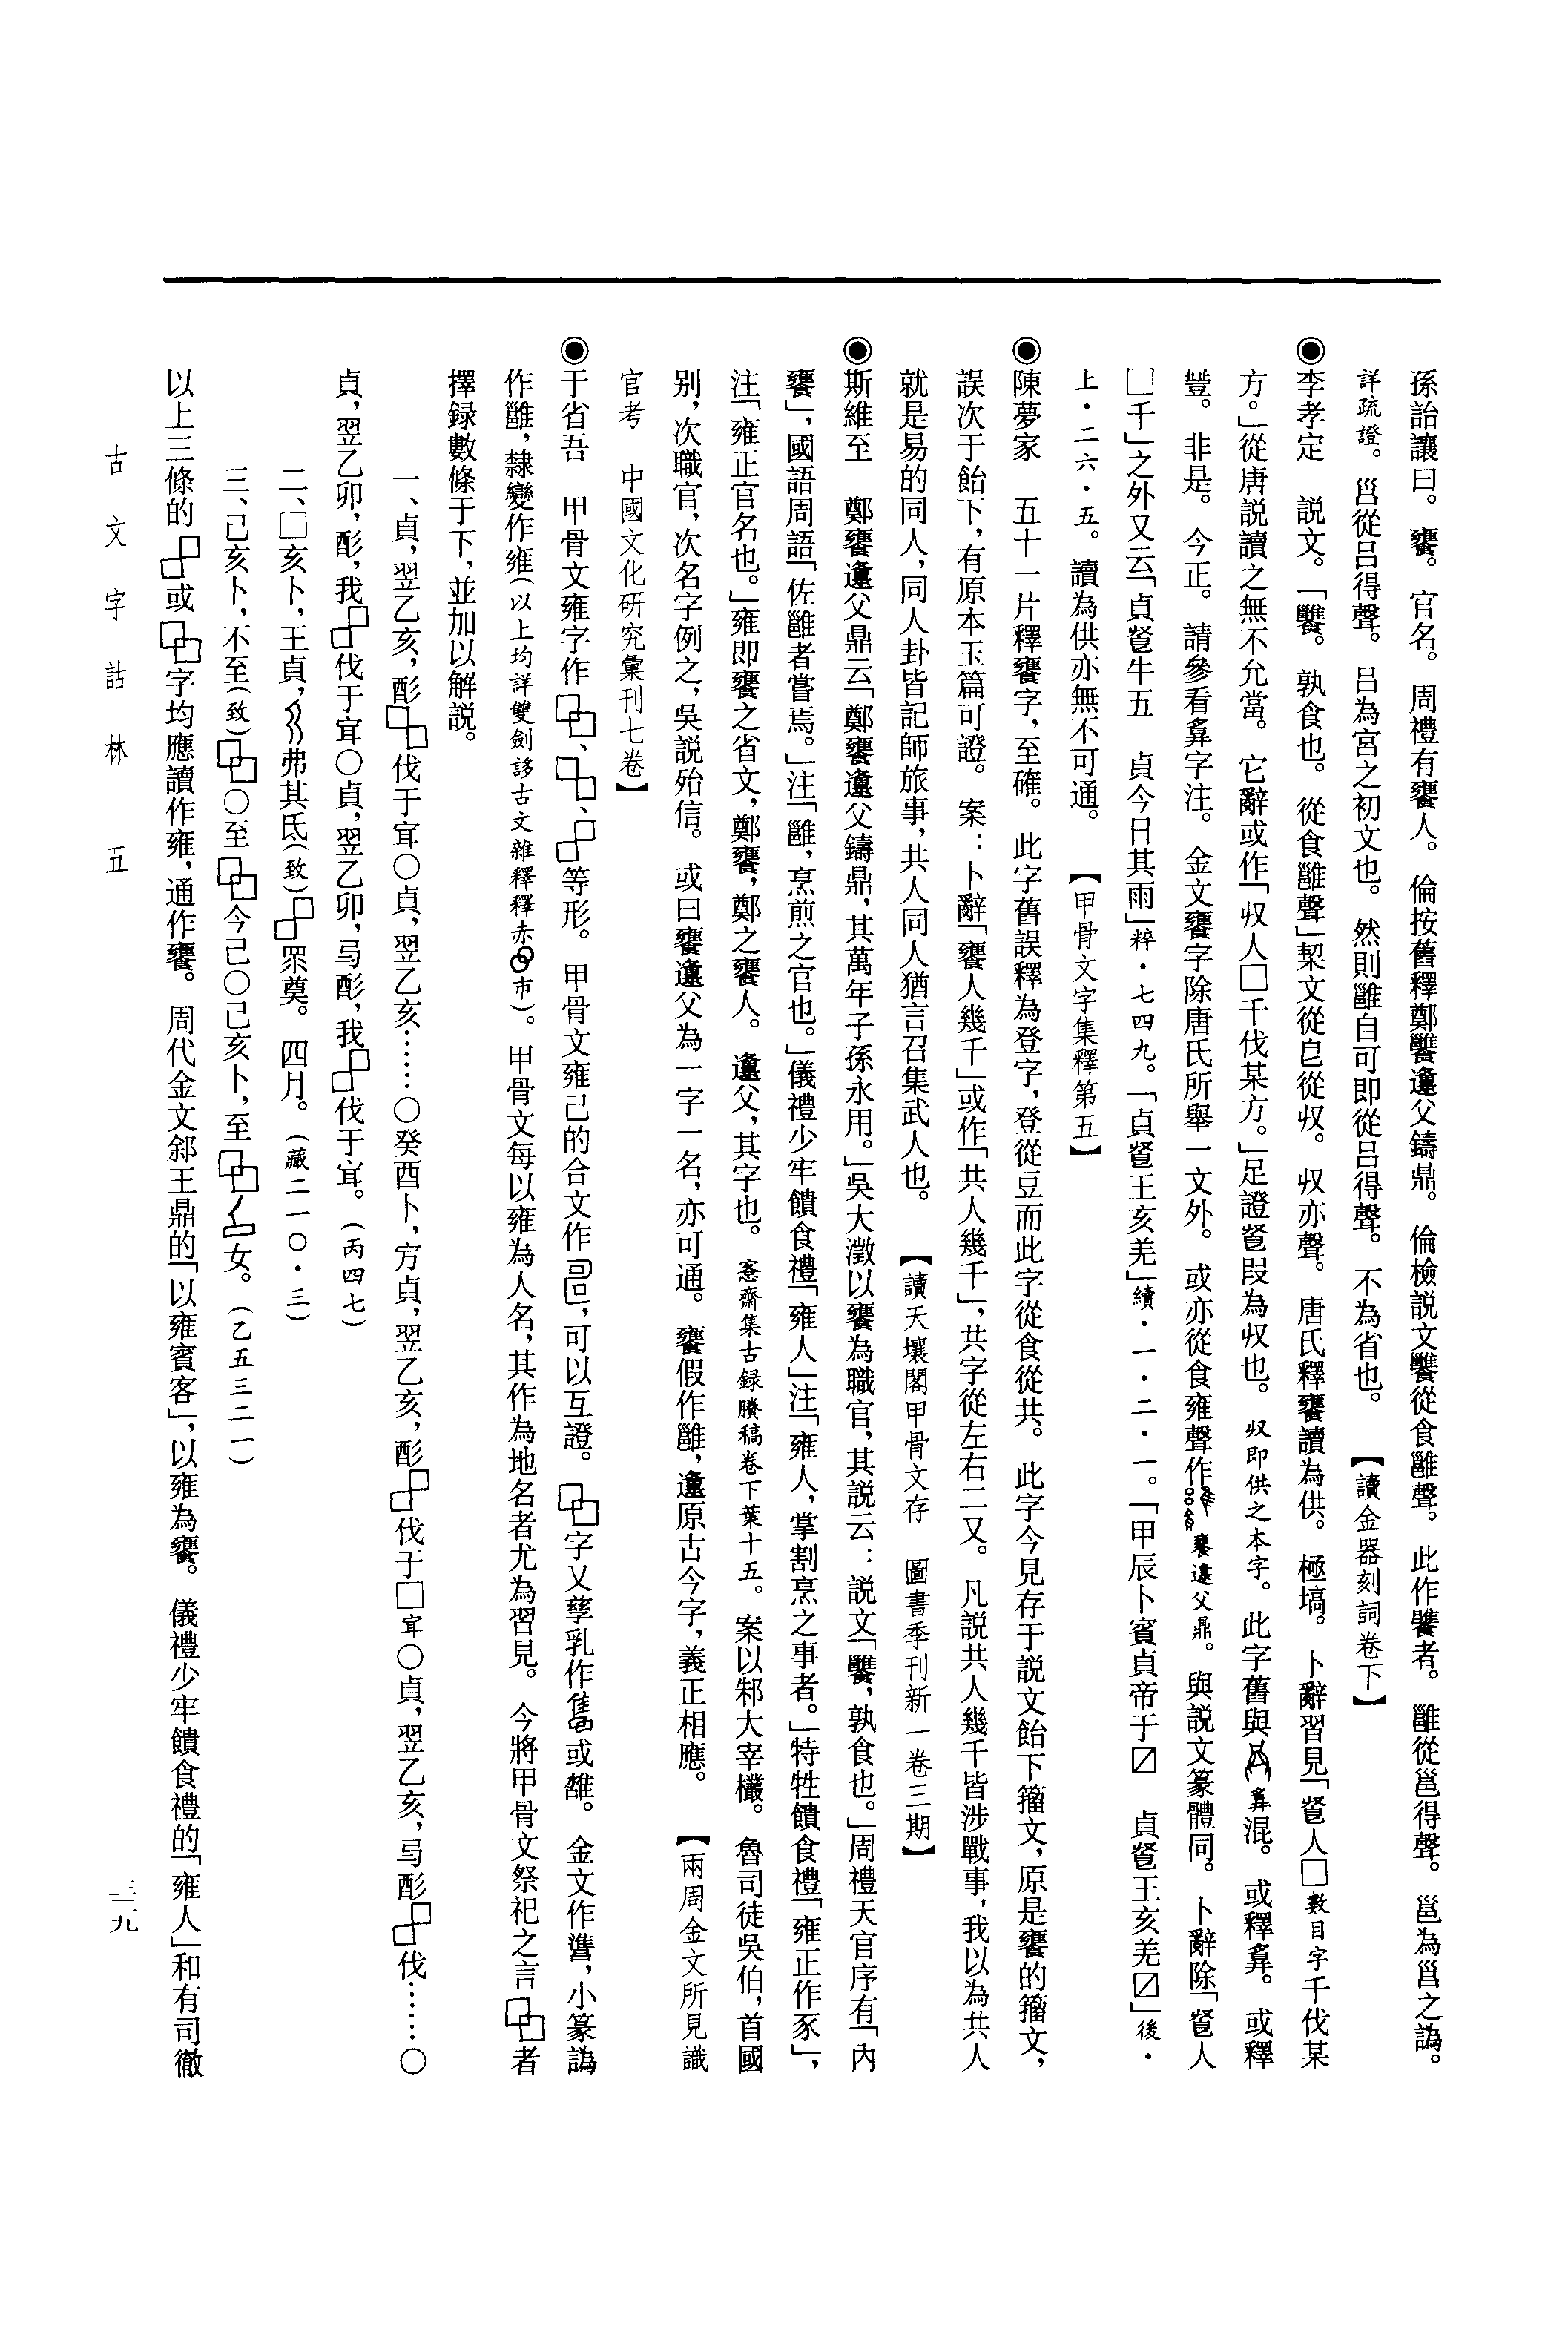 孫詒讓曰。饔。官名。周禮有饔人。倫按舊釋鄭饔邍父鑄鼎。倫檢説文饔從食雝聲。此作饔者。雝從邕得聲。邕為邑之譌。
詳疏證。邕從吕得聲。吕為宮之初文也。然則雝自可即從吕得聲。不為省也。【讀金器刻詞卷下】
◉李孝定　説文。「饔。孰食也。從食雝聲」契文從皀從収。収亦聲。唐氏釋饔讀為供。極塙。卜辭習見「人□數目字千伐某
方。」從唐説讀之無不允當。它辭或作「収人□千伐某方。」足證叚為収也。収即供之本字。此字舊與混。或釋。或釋
豋。非是。今正。請參看字注。金文饔字除唐氏所舉一文外。或亦從食雍聲作饔邍父鼎。與説文篆體同。卜辭除「人
□千」之外又云「貞牛五　貞今日其雨」粹・七四九。「貞王亥羌」續・一・二・一。「甲辰卜賓貞帝于☑　貞王亥羌☑」後・
上・二六・五。讀為供亦無不可通。【甲骨文字集釋第五】
◉陳夢家　五十一片釋饔字，至確。此字舊誤釋為登字，登從豆而此字從食從共。此字今見存于説文飴下籀文，原是饔的籀文，
誤次于飴下，有原本玉篇可證。案：卜辭「饔人幾千」或作「共人幾千」，共字從左右二又。凡説共人幾千皆涉戰事，我以為共人
就是易的同人，同人卦皆記師旅事，共人同人猶言召集武人也。【讀天壤閣甲骨文存　圖書季刊新一卷三期】
◉斯維至　鄭饔邍父鼎云「鄭饔邍父鑄鼎，其萬年子孫永用。」吳大澂以饔為職官，其説云：説文「饔，孰食也。」周禮天官序有「内
饔」，國語周語「佐雝者嘗焉。」注「雝，烹煎之官也。」儀禮少牢饋食禮「雍人」注「雍人，掌割烹之事者。」特牲饋食禮「雍正作豕」，
注「雍正官名也。」雍即饔之省文，鄭饔，鄭之饔人。邍父，其字也。愙齋集古録賸稿卷下葉十五。案以邾大宰欉。魯司徒吳伯，首國
别，次職官，次名字例之，吳説殆信。或曰饔邍父為一字一名，亦可通。饔假作雝，邍原古今字，義正相應。【兩周金文所見識
官考　中國文化研究彙刊七卷】
◉于省吾　甲骨文雍字作、、等形。甲骨文雍己的合文作，可以互證。字又孳乳作或雝。金文作，小篆譌
作雝，隸變作雍(以上均詳雙劍誃古文雜釋釋赤市)。甲骨文每以雍為人名，其作為地名者尤為習見。今將甲骨文祭祀之言者
擇録數條于下，並加以解説。
一、貞，翌乙亥，酌伐于㝉〇貞，翌乙亥……〇癸酉卜，㝑貞，翌乙亥，酌伐于□㝉〇貞，翌乙亥，弜酌伐……〇
貞，翌乙卯，酌，我伐于㝉〇貞，翌乙卯，弜酌，我伐于㝉。(丙四七)
二、□亥卜，王貞，弗其氐(致)眔奠。四月。(藏二一〇・三)
三、己亥卜，不至(致)〇至今己〇己亥卜，至女。(乙五三二一)
以上三條的或字均應讀作雍，通作饔。周代金文郐王鼎的「以雍賓客」，以雍為饔。儀禮少牢饋食禮的「雍人」和有司徹
古文字詁林　五
三二九